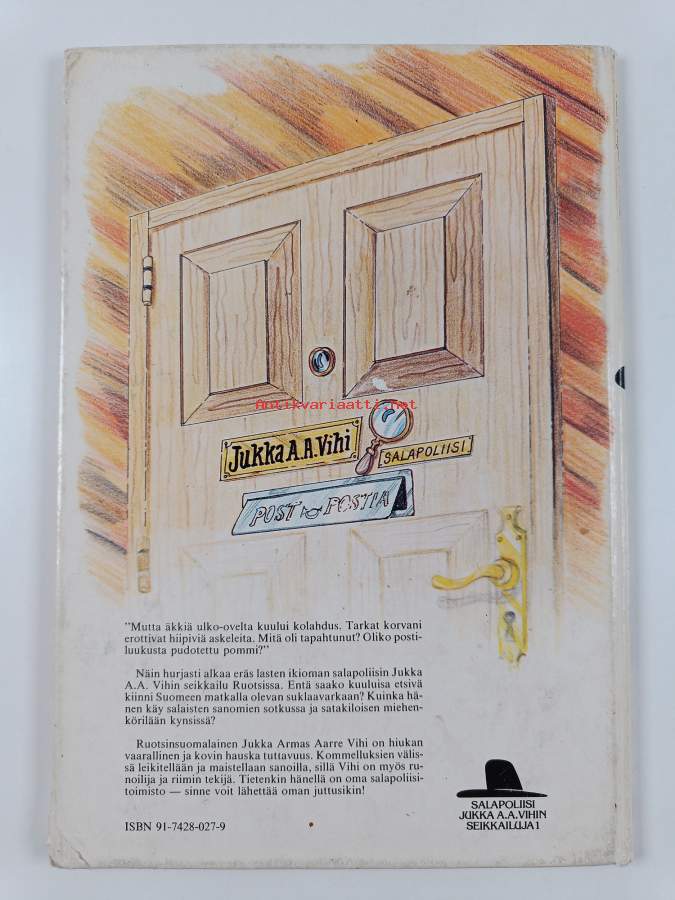 Antikvariaatti.net
Jukka A.A.Vihi
SALAPOLIISI
POST POSTIA
"Mutta äkkiä ulko-ovelta kuului kolahdus. Tarkat korvani
erottivat hiipiviä askeleita. Mitä oli tapahtunut? Oliko posti-
luukusta pudotettu pommi?"
Näin hurjasti alkaa eräs lasten ikioman salapoliisin Jukka
A.A. Vihin seikkailu Ruotsissa. Entä saako kuuluisa etsivä
kiinni Suomeen matkalla olevan suklaavarkaan? Kuinka hä-
nen käy salaisten sanomien sotkussa ja satakiloisen miehen-
körilään kynsissä?
Ruotsinsuomalainen Jukka Armas Aarre Vihi on hiukan
vaarallinen ja kovin hauska tuttavuus. Kommelluksien välis-
sä leikitellään ja maistellaan sanoilla, sillä Vihi on myös ru-
noilija ja riimin tekijä. Tietenkin hänellä on oma salapoliisi-
toimisto — sinne voit lähettää oman juttusikin!
ISBN 91-7428-027-9
SALAPOLIISI
JUKKA A.A.VIHIN
SEIKKAILUJA 1